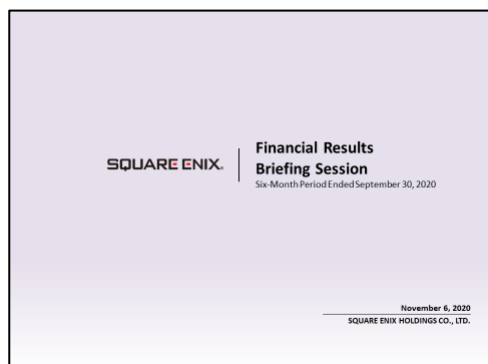 SQUARE ENIX.
Financial Results
Briefing Session
Six-Month Period Ended September 30, 2020
November 6, 2020
SQUARE ENIX HOLDINGS CO., LTD.